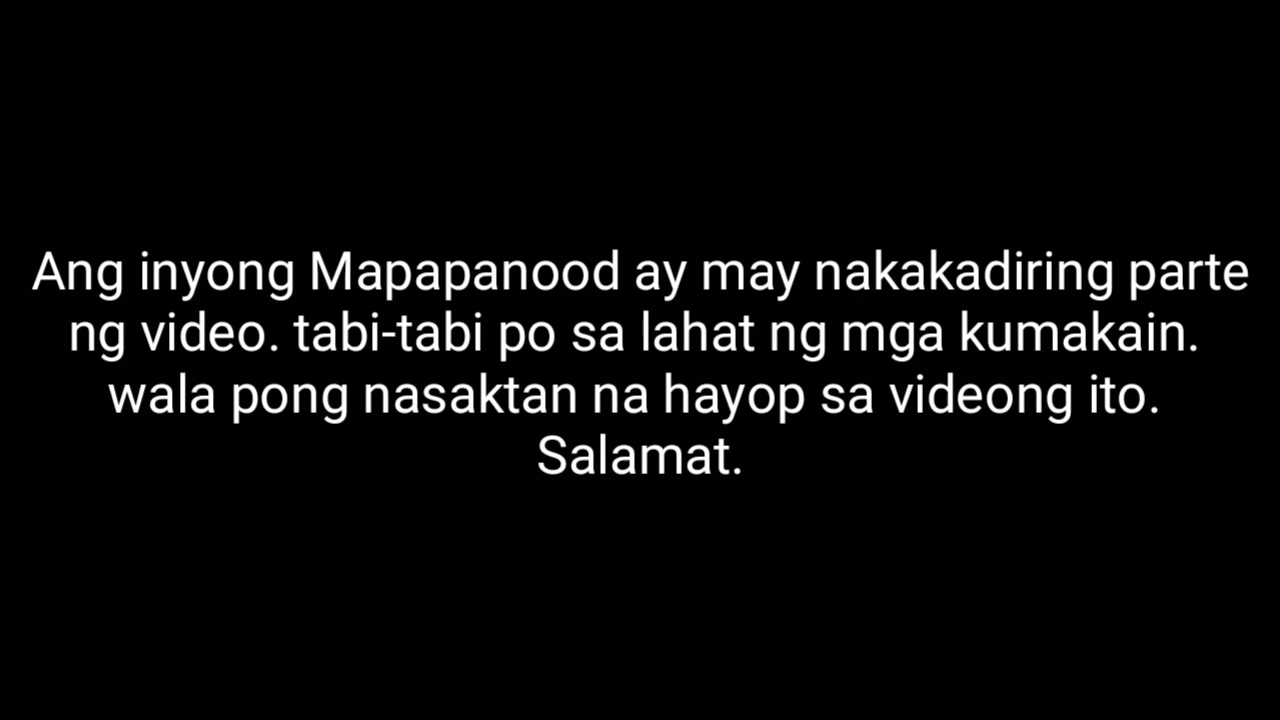 Ang inyong Mapapanood ay may nakakadiring parte
ng video. tabi-tabi po sa lahat ng mga kumakain.
wala pong nasaktan na hayop sa videong ito.
Salamat.